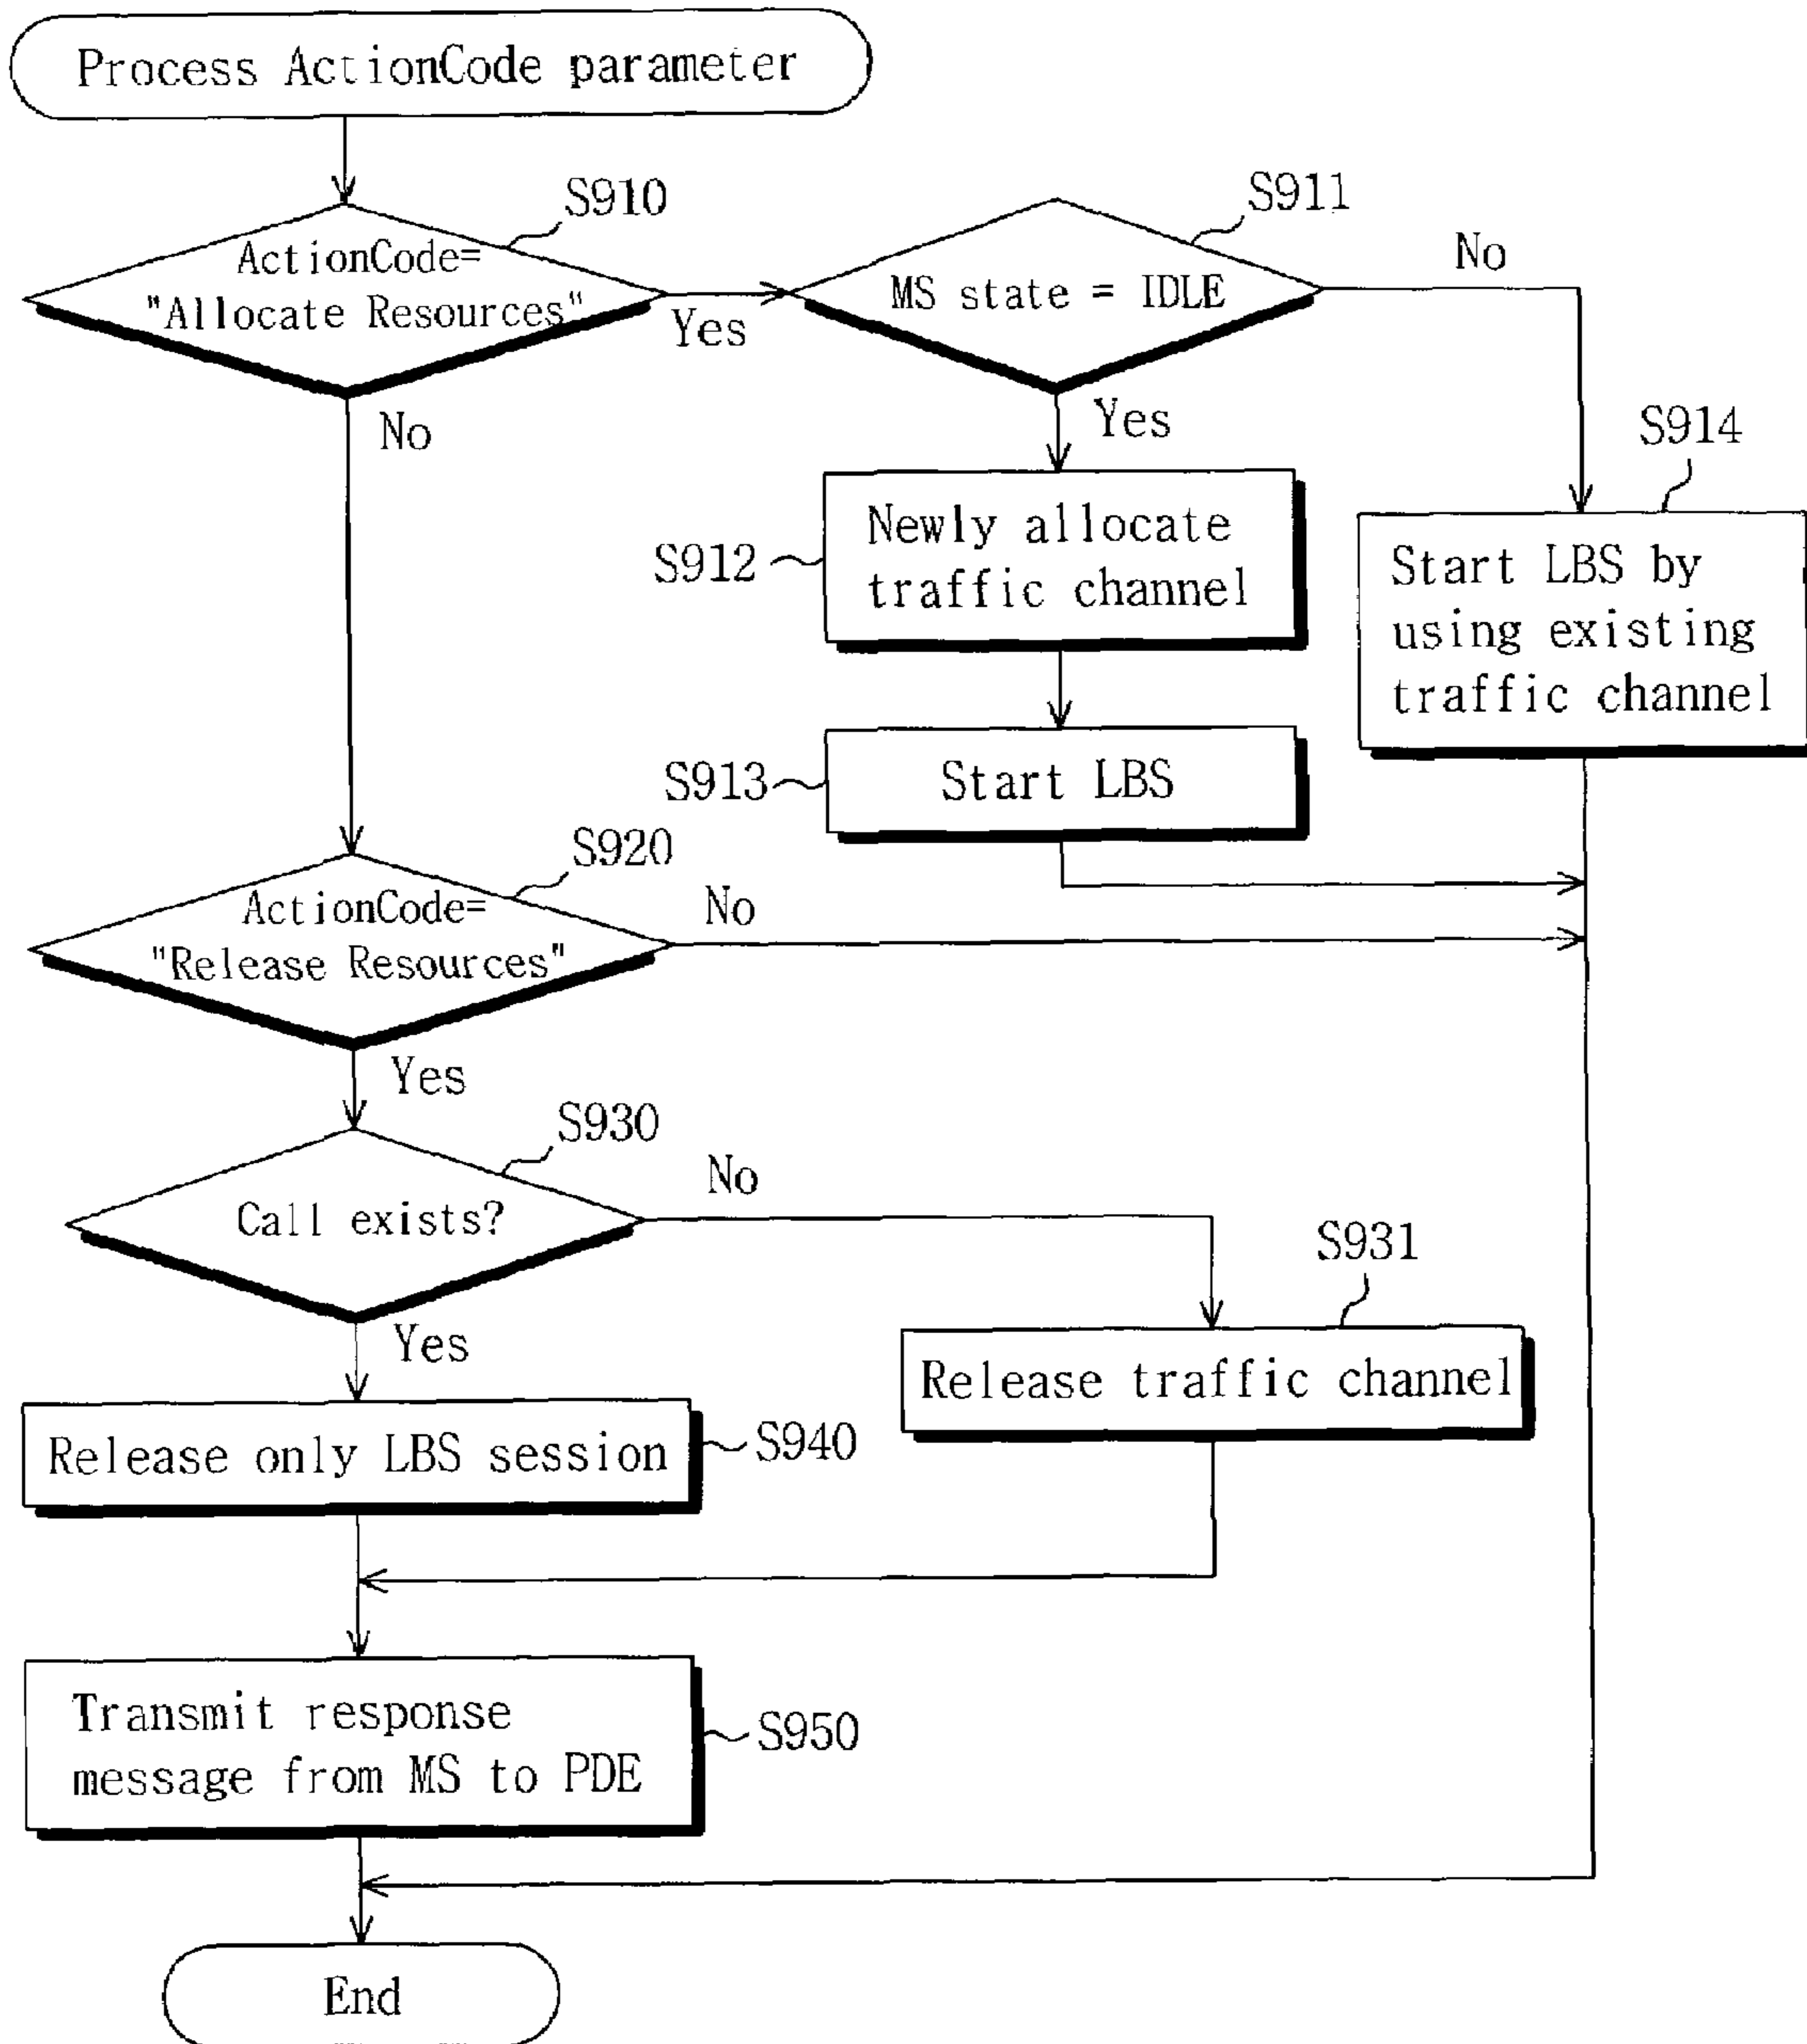 Process ActionCode parameter
S910
ActionCode=
"Allocate Resources"
Yes
No
S911
MS state = IDLE
No
Yes
S912
Newly allocate
traffic channel
S914
Start LBS by
using existing
traffic channel
S913
Start LBS
S920
ActionCode=
"Release Resources"
No
Yes
S930
Call exists?
No
Yes
S931
Release traffic channel
Release only LBS session
S940
Transmit response
message from MS to PDE
S950
End